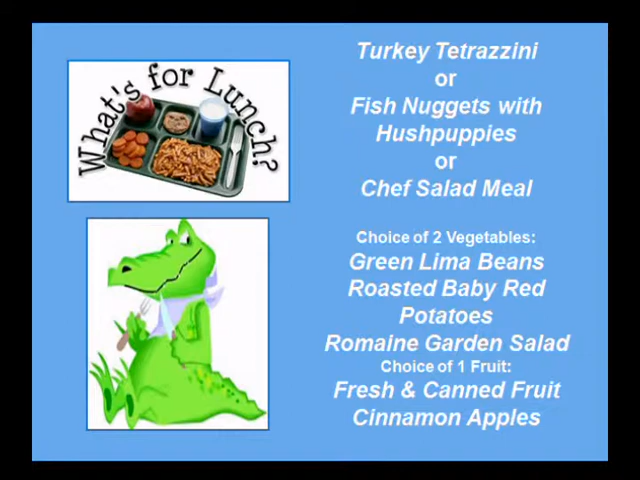 What's for Lunch?
Turkey Tetrazzini
or
Fish Nuggets with
Hushpuppies
or
Chef Salad Meal
Choice of 2 Vegetables:
Green Lima Beans
Roasted Baby Red
Potatoes
Romaine Garden Salad
Choice of 1 Fruit:
Fresh & Canned Fruit
Cinnamon Apples